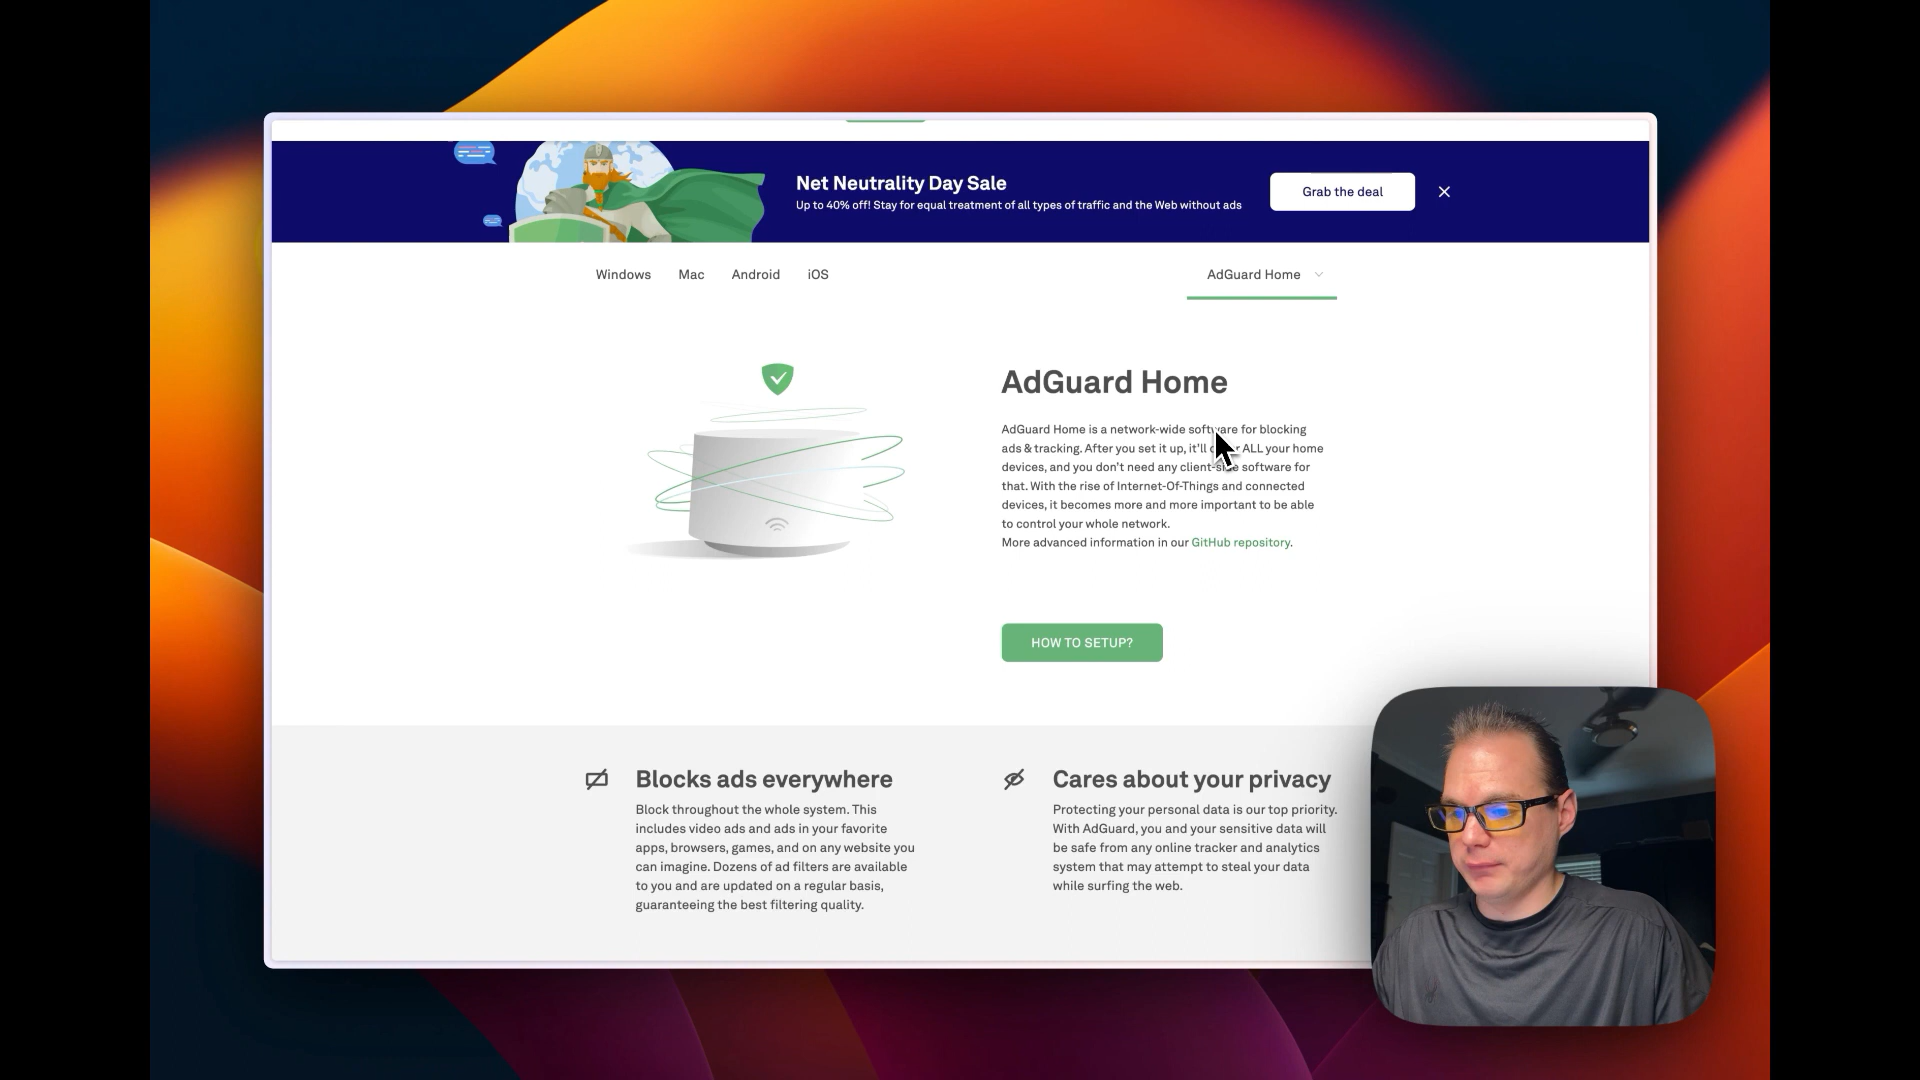 Net Neutrality Day Sale
Up to 40% off! Stay for equal treatment of all types of traffic and the Web without ads
Grab the deal
Windows Mac Android iOS
AdGuard Home
AdGuard Home
AdGuard Home is a network-wide software for blocking
ads & tracking. After you set it up, it'll ALL your home
devices, and you don't need any client-side software for
that. With the rise of Internet-Of-Things and connected
devices, it becomes more and more important to be able
to control your whole network.
More advanced information in our GitHub repository.
HOW TO SETUP?
Blocks ads everywhere
Block throughout the whole system. This
includes video ads and ads in your favorite
apps, browsers, games, and on any website you
can imagine. Dozens of ad filters are available
to you and are updated on a regular basis,
guaranteeing the best filtering quality.
Cares about your privacy
Protecting your personal data is our top priority.
With AdGuard, you and your sensitive data will
be safe from any online tracker and analytics
system that may attempt to steal your data
while surfing the web.